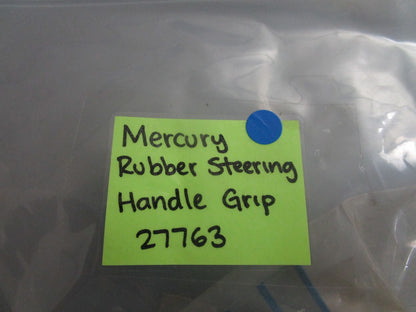 Mercury
Rubber Steering
Handle Grip
27763